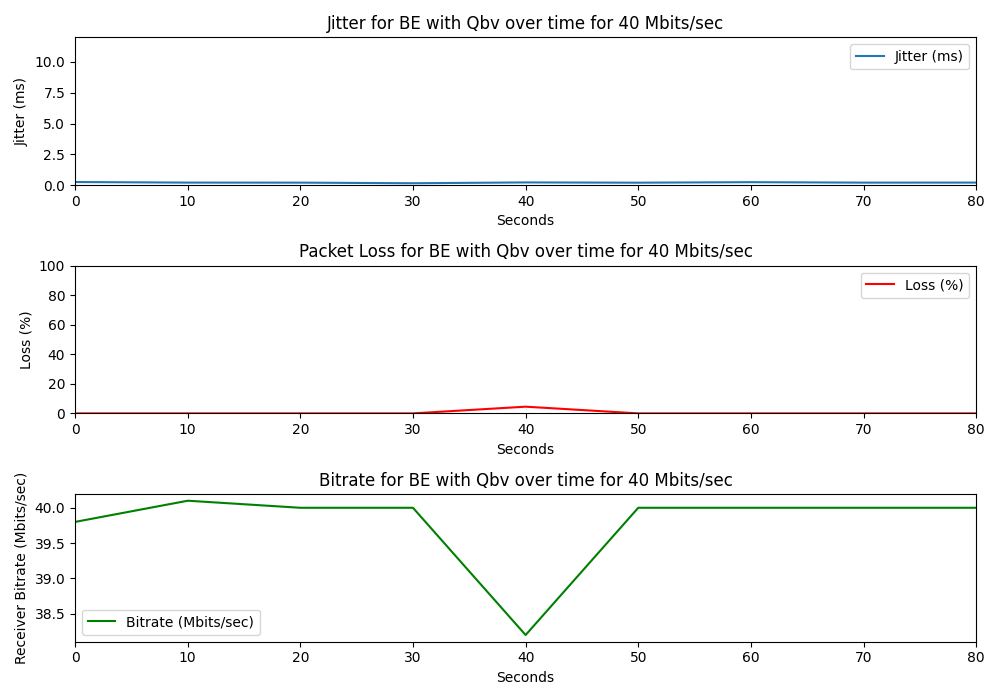 Jitter for BE with Qbv over time for 40 Mbits/sec
Jitter (ms)
10.0
7.5
5.0
2.5
0.0
Jitter (ms)
0 10 20 30 40 50 60 70 80
Seconds
Packet Loss for BE with Qbv over time for 40 Mbits/sec
Loss (%)
100
80
60
40
20
0
Loss (%)
0 10 20 30 40 50 60 70 80
Seconds
Bitrate for BE with Qbv over time for 40 Mbits/sec
Receiver Bitrate (Mbits/sec)
40.0
39.5
39.0
38.5
Bitrate (Mbits/sec)
0 10 20 30 40 50 60 70 80
Seconds